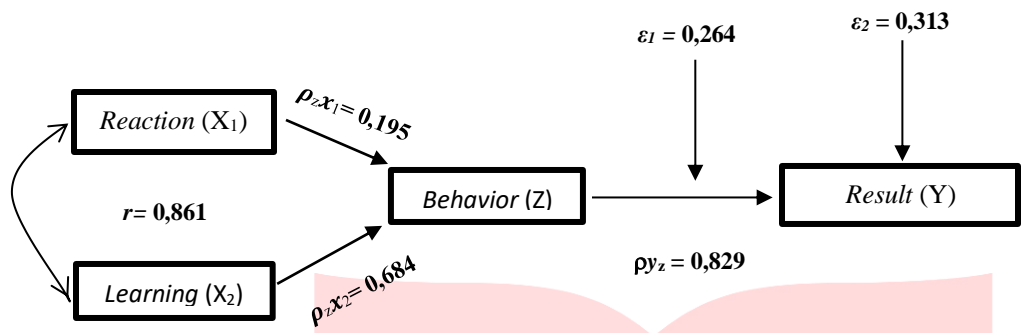 ε1 = 0,264
ε2 = 0,313
Reaction (X1)
ρzx1= 0,195
Behavior (Z)
Result (Y)
r= 0,861
Learning (X2)
ρzx2= 0,684
ρyz = 0,829